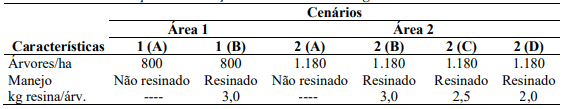 Cenários
Área 1 Área 2
Características 1 (A) 1 (B) 2 (A) 2 (B) 2 (C) 2 (D)
Árvores/ha 800 800 1.180 1.180 1.180 1.180
Manejo Não resinado Resinado Não resinado Resinado Resinado Resinado
kg resina/árv. ---- 3,0 ---- 3,0 2,5 2,0